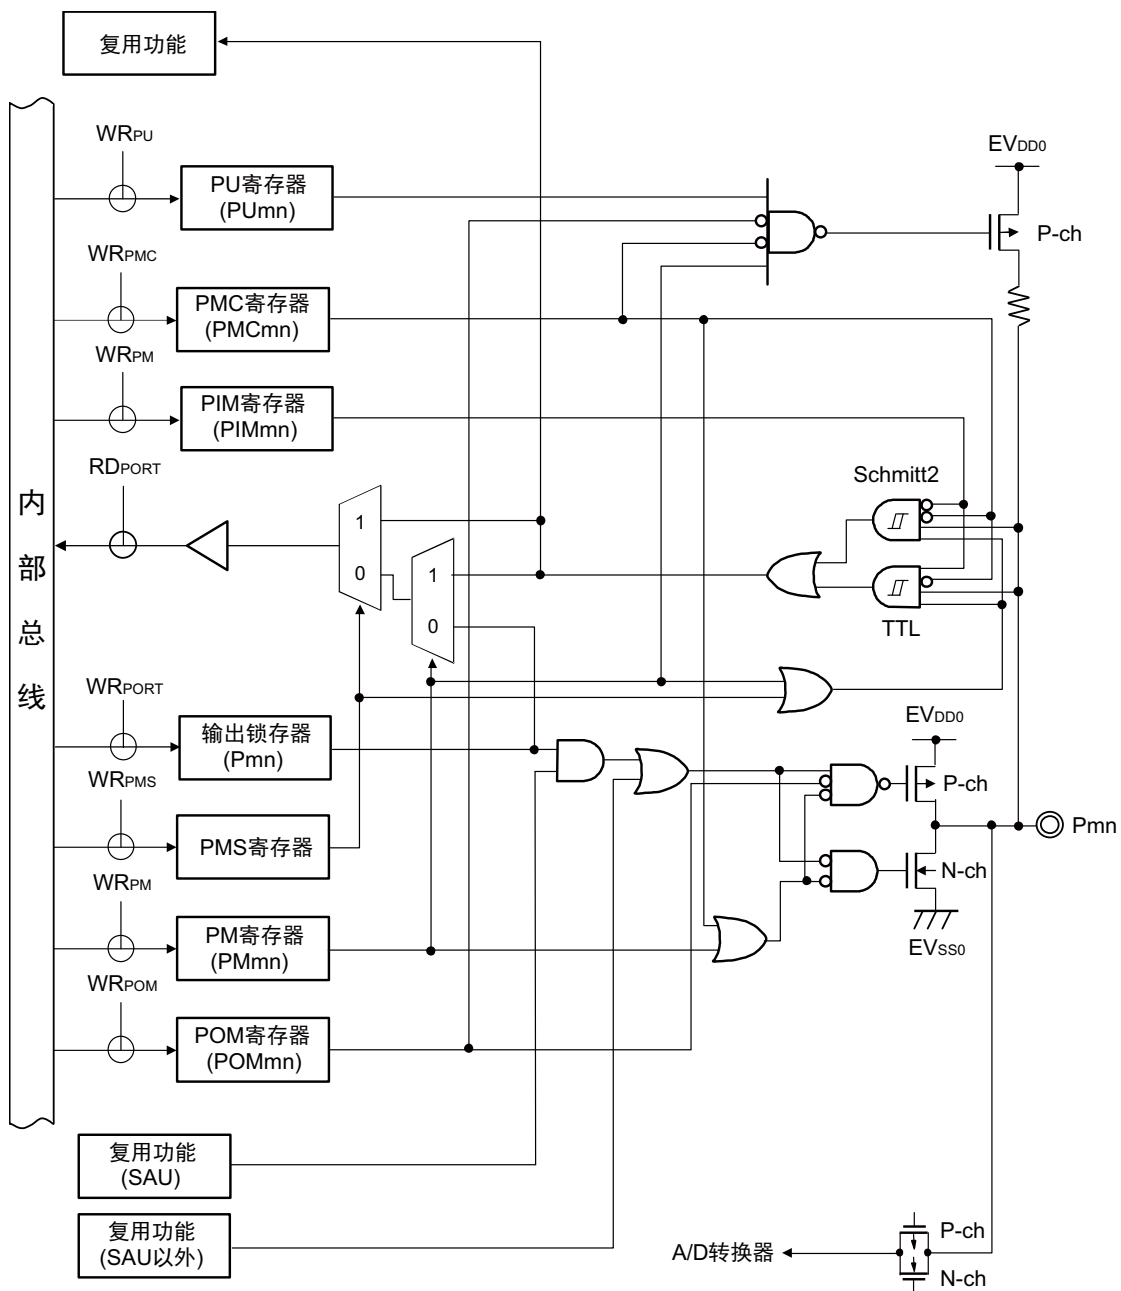 复用功能
WRPU
PU寄存器
(PUmn)
EVDD0
P-ch
WRPMC
PMC寄存器
(PMCmn)
WRPM
PIM寄存器
(PIMmn)
RDPORT
Schmitt2
1
0
1
0
TTL
内部总线
WRPORT
输出锁存器
(Pmn)
EVDD0
P-ch
WRPMS
PMS寄存器
Pmn
N-ch
WRPM
PM寄存器
(PMmn)
EVSS0
WRPOM
POM寄存器
(POMmn)
复用功能
(SAU)
复用功能
(SAU以外)
P-ch
A/D转换器
N-ch